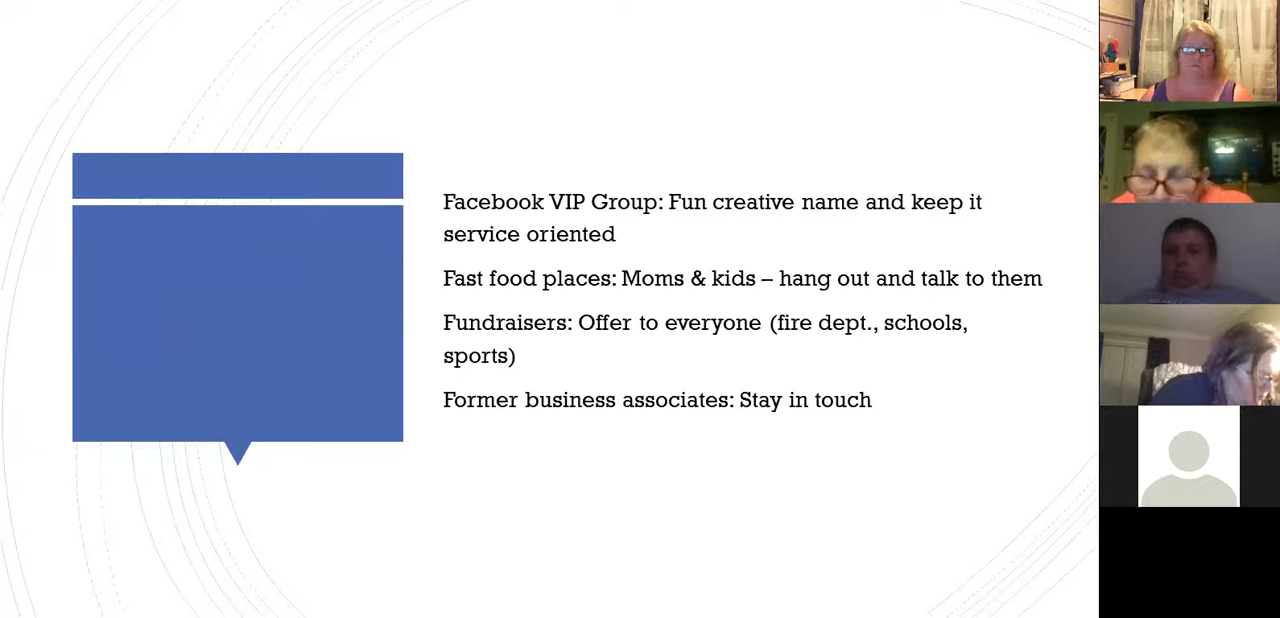 Facebook VIP Group: Fun creative name and keep it
service oriented
Fast food places: Moms & kids – hang out and talk to them
Fundraisers: Offer to everyone (fire dept., schools,
sports)
Former business associates: Stay in touch